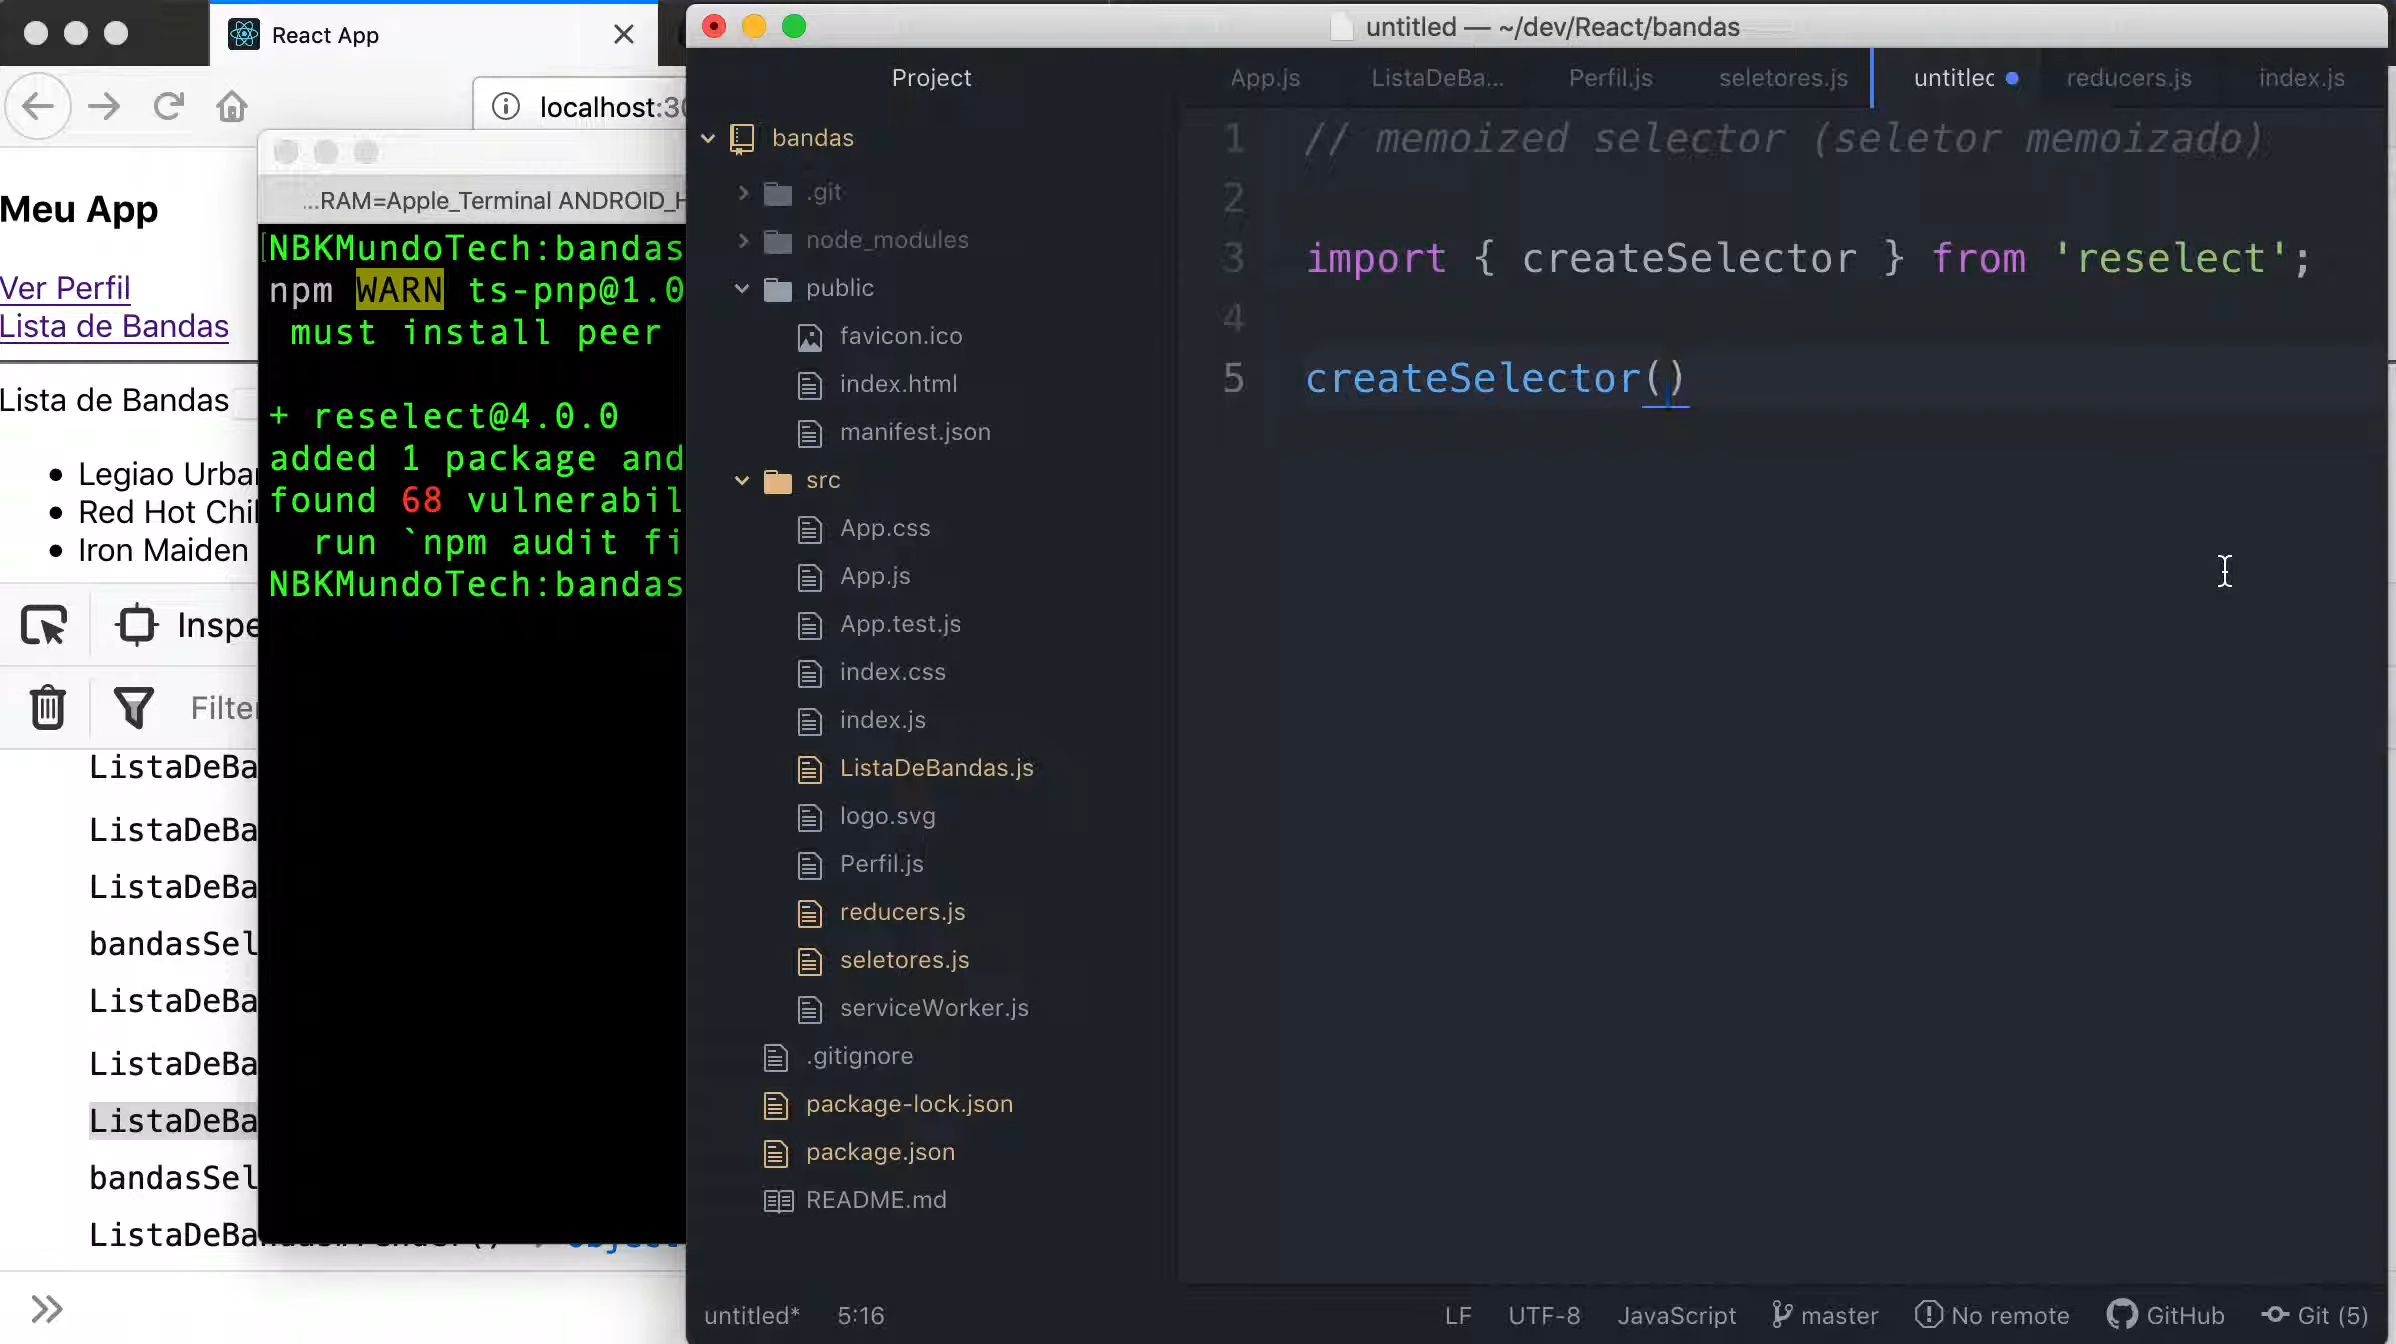 React App
localhost:30
Meu App
Ver Perfil
Lista de Bandas
Lista de Bandas
Legiao Urba
Red Hot Chil
Iron Maiden
Inspe
Filte
ListaDeBa
ListaDeBa
ListaDeBa
bandasSel
ListaDeBa
ListaDeBa
ListaDeBa
bandasSel
ListaDeBa
...RAM=Apple_Terminal ANDROID_H
NBKMundoTech:bandas
npm WARN ts-pnp@1.0
must install peer
+ reselect@4.0.0
added 1 package and
found 68 vulnerabil
run `npm audit fi
NBKMundoTech:bandas
untitled — ~/dev/React/bandas
Project
bandas
.git
node_modules
public
favicon.ico
index.html
manifest.json
src
App.css
App.js
App.test.js
index.css
index.js
ListaDeBandas.js
logo.svg
Perfil.js
reducers.js
seletores.js
serviceWorker.js
.gitignore
package-lock.json
package.json
README.md
App.js
ListaDeBa...
Perfil.js
seletores.js
untitled
reducers.js
index.js
1 // memoized selector (seletor memoizado)
2
3 import { createSelector } from 'reselect';
4
5 createSelector()
untitled* 5:16
LF UTF-8 JavaScript master No remote GitHub Git (5)